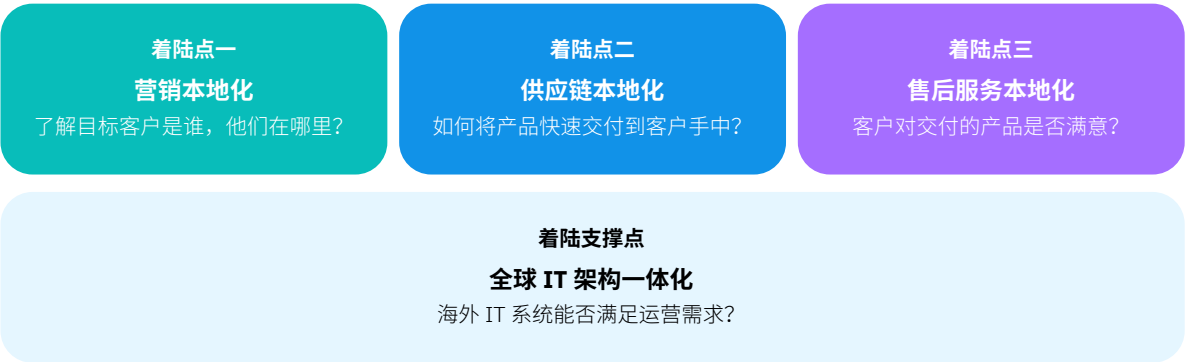 着陆点一
营销本地化
了解目标客户是谁，他们在哪里？
着陆点二
供应链本地化
如何将产品快速交付到客户手中？
着陆点三
售后服务本地化
客户对交付的产品是否满意？
着陆支撑点
全球 IT 架构一体化
海外 IT 系统能否满足运营需求？